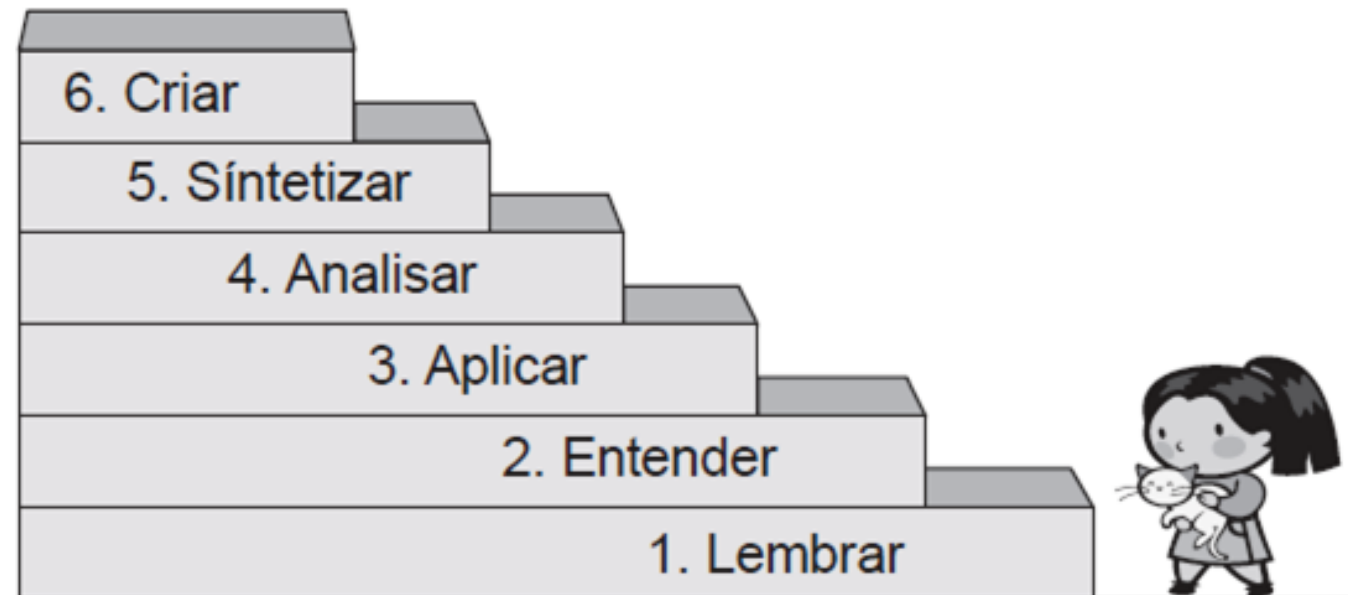 6. Criar
5. Síntetizar
4. Analisar
3. Aplicar
2. Entender
1. Lembrar